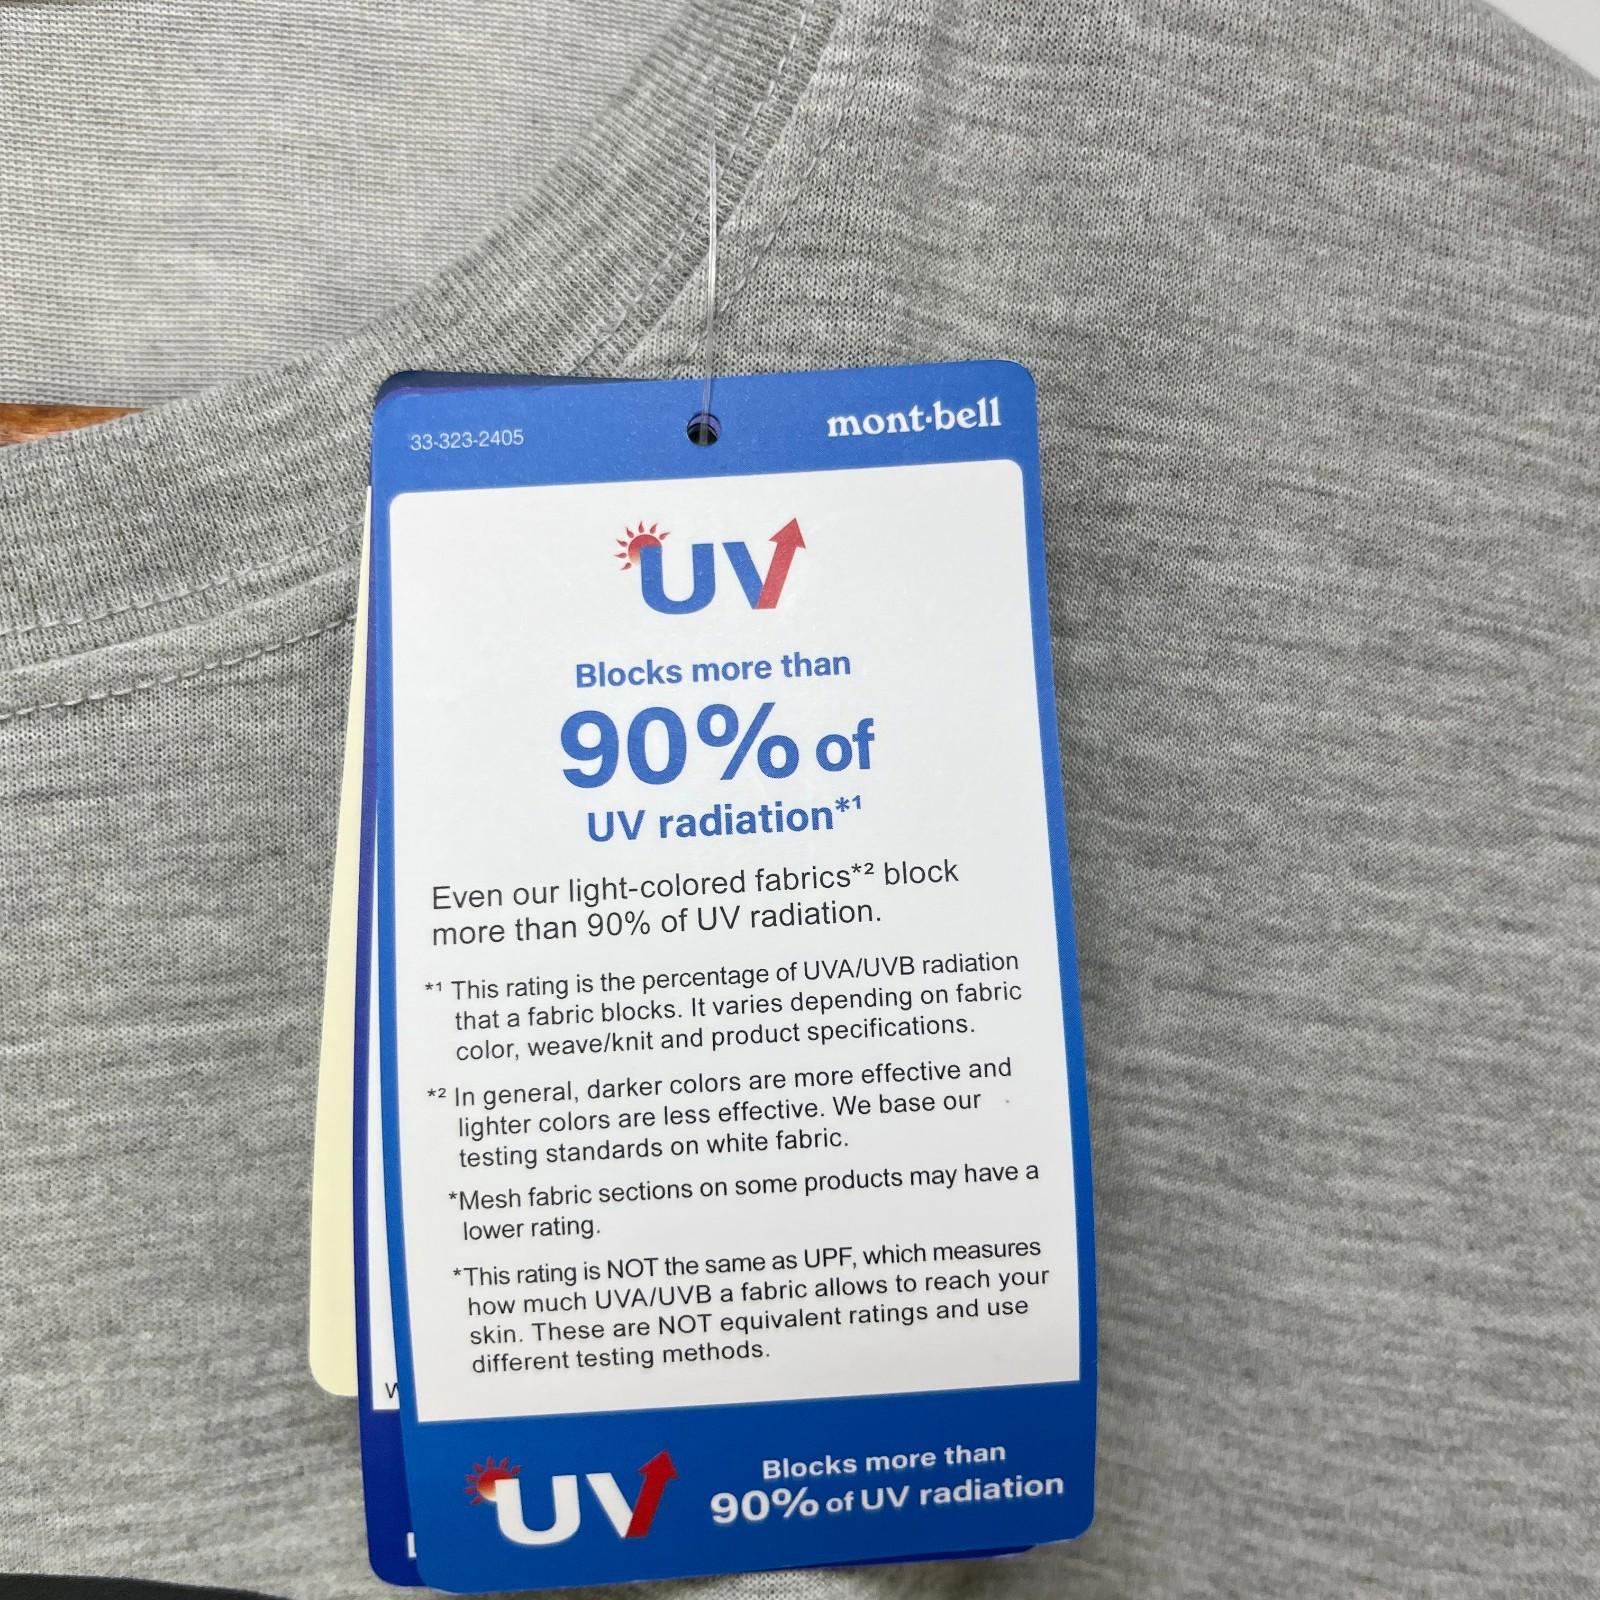 33-323-2405
mont·bell
UV
Blocks more than
90% of
UV radiation*1
Even our light-colored fabrics*2 block
more than 90% of UV radiation.
*1 This rating is the percentage of UVA/UVB radiation
that a fabric blocks. It varies depending on fabric
color, weave/knit and product specifications.
*2 In general, darker colors are more effective and
lighter colors are less effective. We base our
testing standards on white fabric.
*Mesh fabric sections on some products may have a
lower rating.
*This rating is NOT the same as UPF, which measures
how much UVA/UVB a fabric allows to reach your
skin. These are NOT equivalent ratings and use
different testing methods.
UV
Blocks more than
90% of UV radiation